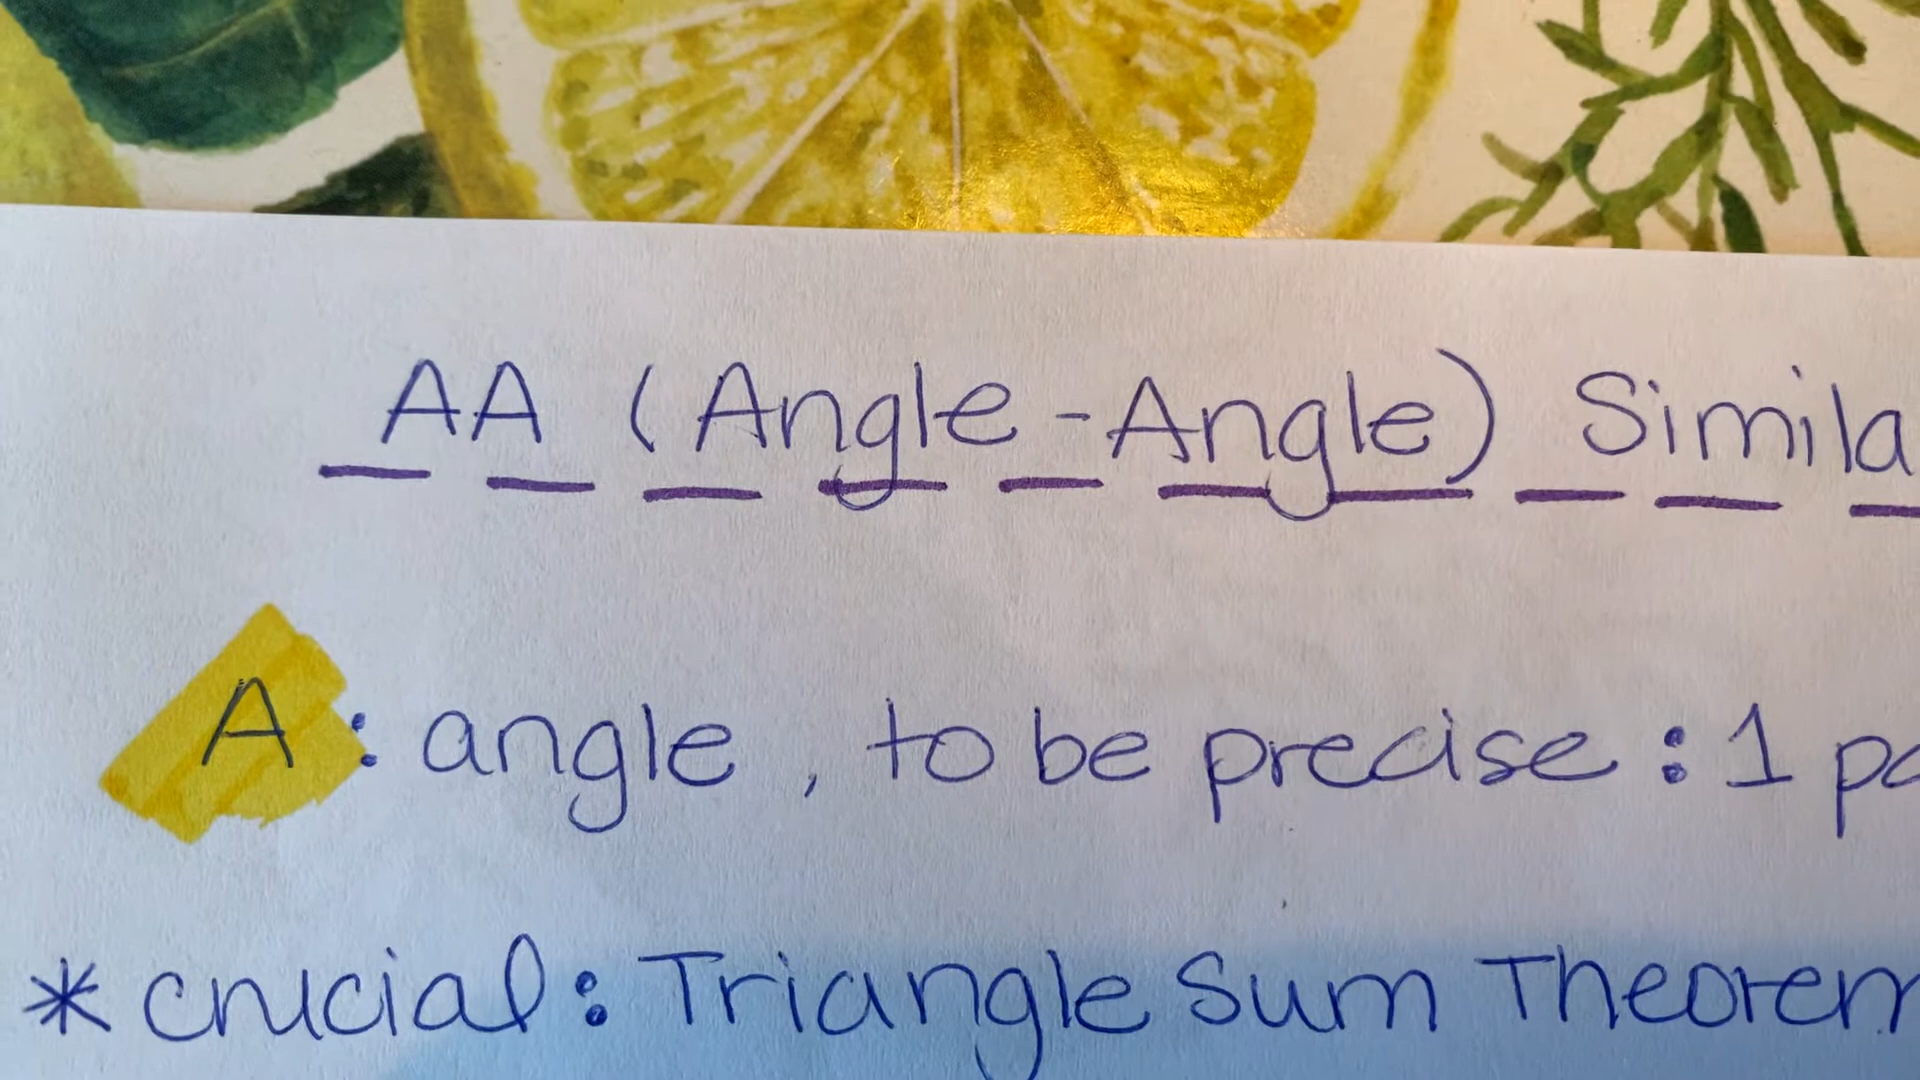 AA (Angle-Angle) Simila
A: angle, to be precise: 1 pa
* crucial: Triangle Sum Theorem